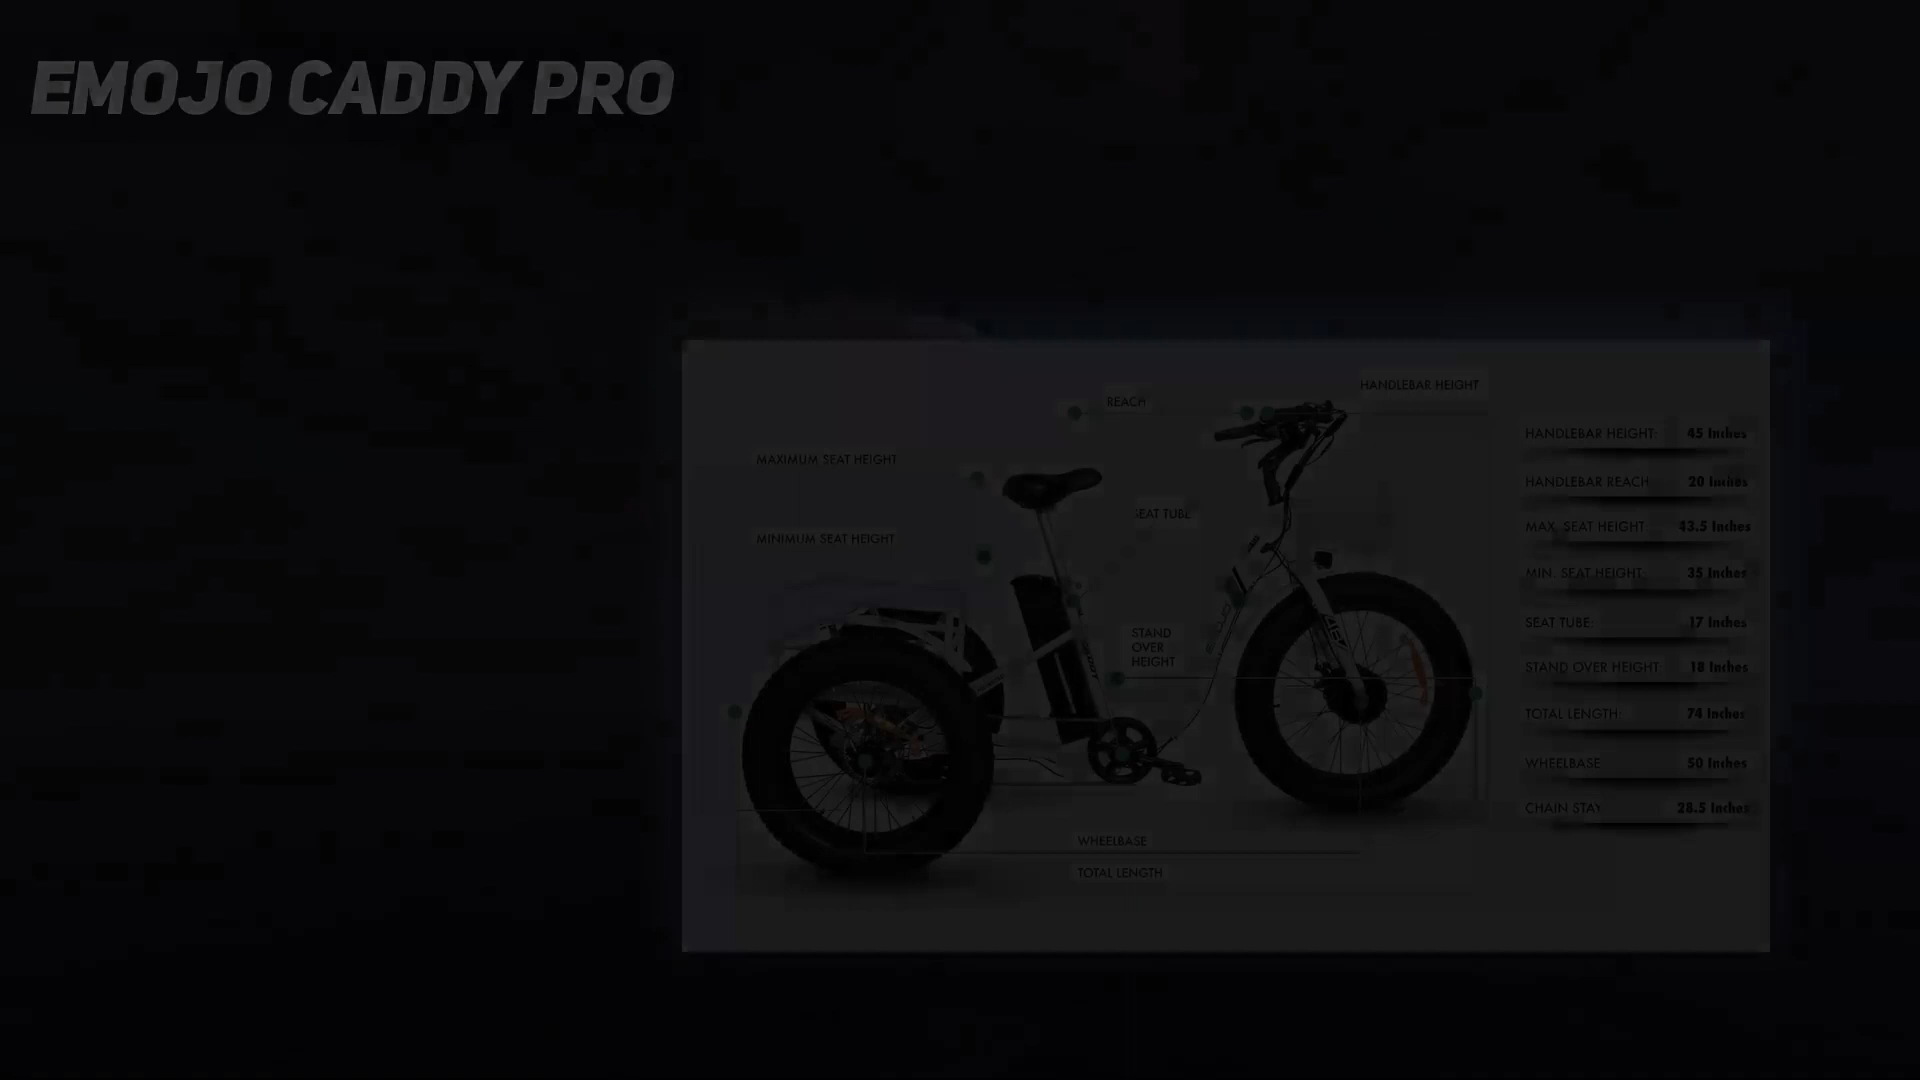 EMOJO CADDY PRO
HANDLEBAR HEIGHT
REACH
MAXIMUM SEAT HEIGHT
SEAT TUBE
MINIMUM SEAT HEIGHT
STAND
OVER
HEIGHT
WHEELBASE
TOTAL LENGTH
HANDLEBAR HEIGHT: 45 Inches
HANDLEBAR REACH 20 Inches
MAX. SEAT HEIGHT: 43.5 Inches
MIN. SEAT HEIGHT: 35 Inches
SEAT TUBE: 17 Inches
STAND OVER HEIGHT: 18 Inches
TOTAL LENGTH: 74 Inches
WHEELBASE 50 Inches
CHAIN STAY 28.5 Inches